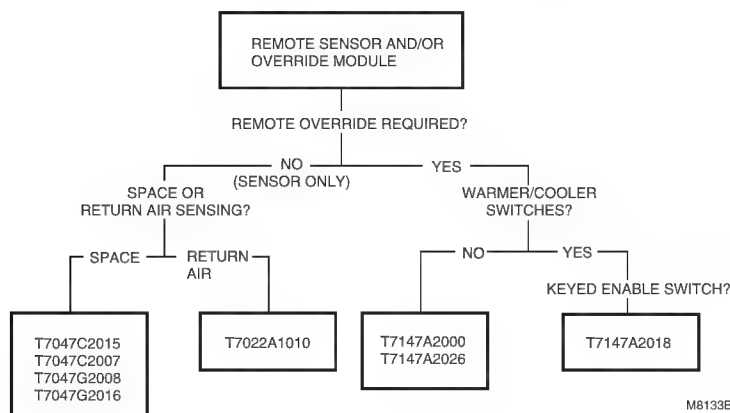 REMOTE SENSOR AND/OR
OVERRIDE MODULE
REMOTE OVERRIDE REQUIRED?
NO
(SENSOR ONLY)
YES
SPACE OR
RETURN AIR SENSING?
WARMER/COOLER
SWITCHES?
SPACE
RETURN
AIR
NO
YES
KEYED ENABLE SWITCH?
T7047C2015
T7047C2007
T7047G2008
T7047G2016
T7022A1010
T7147A2000
T7147A2026
T7147A2018
M8133B